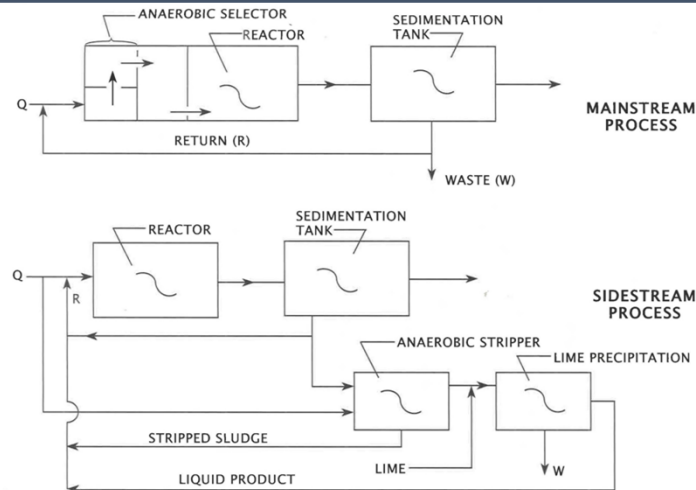 ANAEROBIC SELECTOR
REACTOR
SEDIMENTATION
TANK
Q
RETURN (R)
WASTE (W)
MAINSTREAM
PROCESS
REACTOR
SEDIMENTATION
TANK
Q
R
SIDESTREAM
PROCESS
ANAEROBIC STRIPPER
LIME PRECIPITATION
STRIPPED SLUDGE
LIME
W
LIQUID PRODUCT